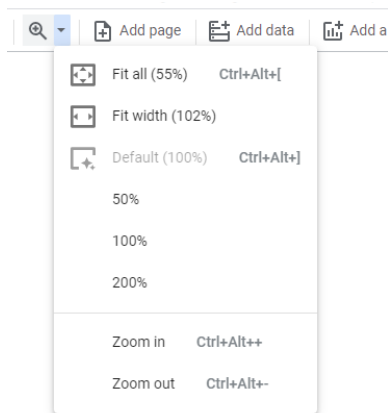 Add page Add data Add a
Fit all (55%) Ctrl+Alt+[
Fit width (102%)
Default (100%) Ctrl+Alt+]
50%
100%
200%
Zoom in Ctrl+Alt++
Zoom out Ctrl+Alt+-